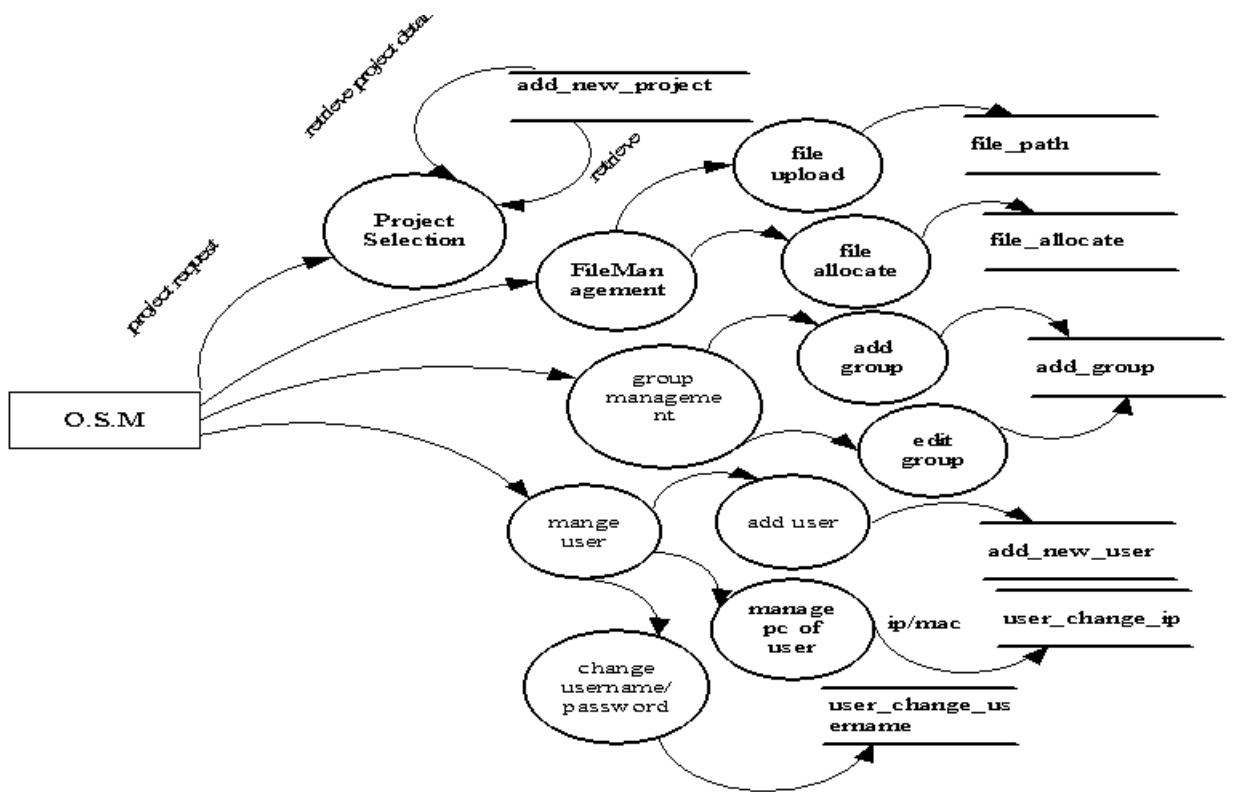 retrieve project detai
add_new_project
retrieve
file
upload
file_path
Project
Selection
file
allocate
file_allocate
project request
FileMan
agement
add
group
add_group
group
manageme
nt
O.S.M
edit
group
mange
user
add user
add_new_user
manage
pc of
user
ip/mac
user_change_ip
change
username/
password
user_change_us
ername